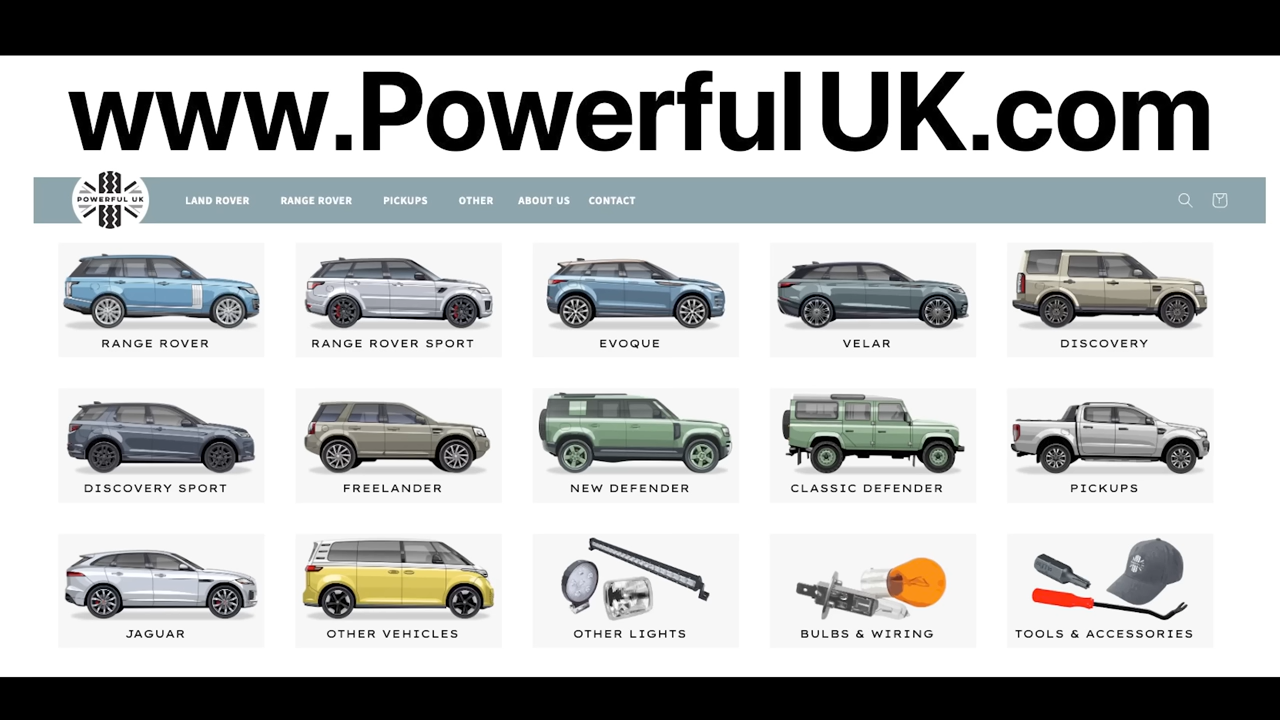 www.PowerfulUK.com
POWERFUL UK
LAND ROVER RANGE ROVER PICKUPS OTHER ABOUT US CONTACT
RANGE ROVER RANGE ROVER SPORT EVOQUE VELAR DISCOVERY
DISCOVERY SPORT FREELANDER NEW DEFENDER CLASSIC DEFENDER PICKUPS
JAGUAR OTHER VEHICLES OTHER LIGHTS BULBS & WIRING TOOLS & ACCESSORIES